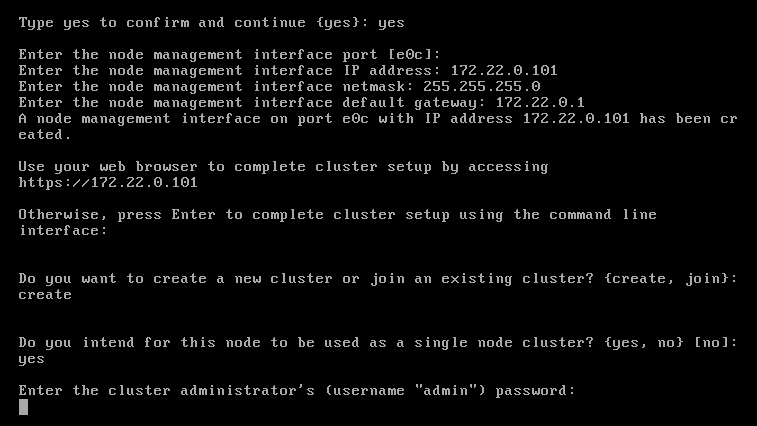 Type yes to confirm and continue {yes}: yes
Enter the node management interface port [e0c]:
Enter the node management interface IP address: 172.22.0.101
Enter the node management interface netmask: 255.255.255.0
Enter the node management interface default gateway: 172.22.0.1
A node management interface on port e0c with IP address 172.22.0.101 has been cr
eated.
Use your web browser to complete cluster setup by accessing
https://172.22.0.101
Otherwise, press Enter to complete cluster setup using the command line
interface:
Do you want to create a new cluster or join an existing cluster? {create, join}:
create
Do you intend for this node to be used as a single node cluster? {yes, no} [no]:
yes
Enter the cluster administrator's (username "admin") password: